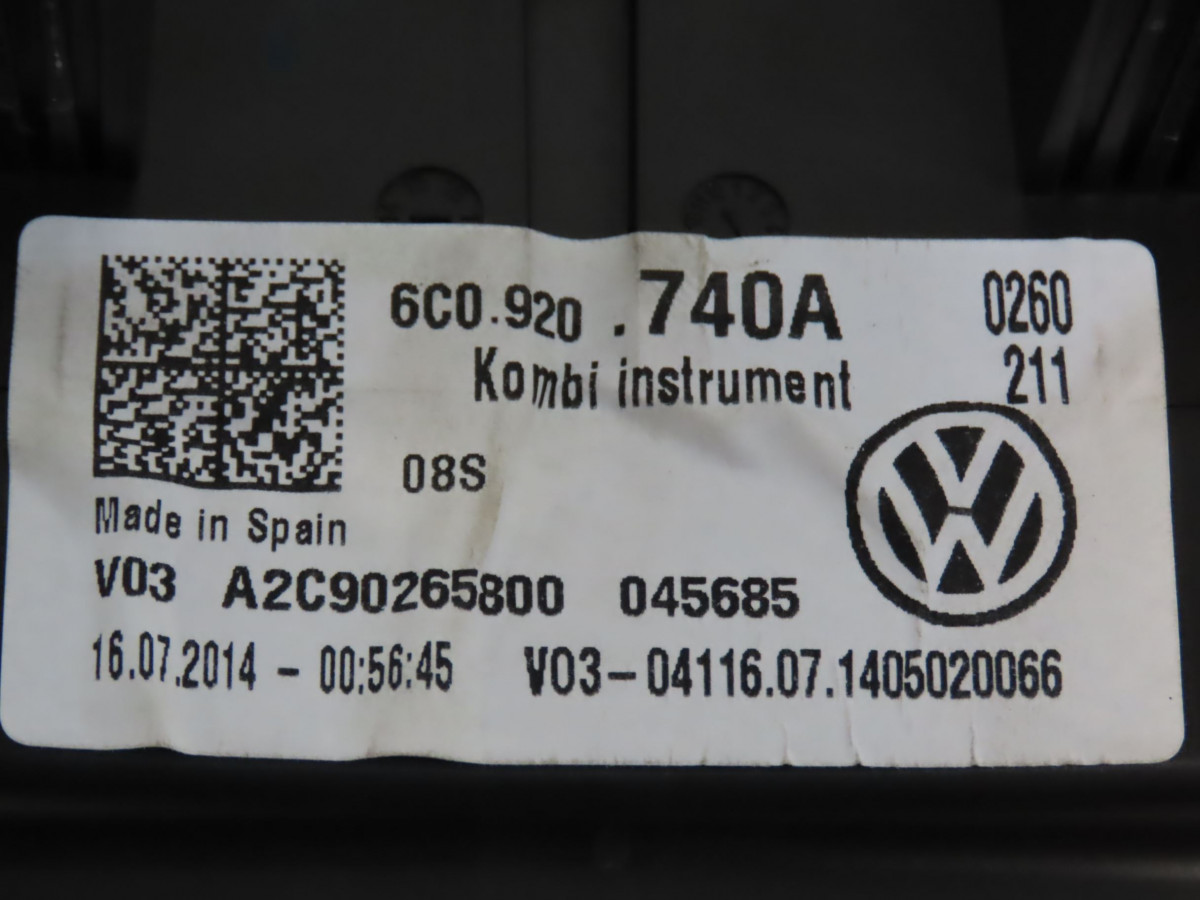 6C0.920 .740A 0260
Kombi instrument 211
08S
Made in Spain
V03 A2C90265800 045685
16.07.2014 - 00:56:45 V03-04116.07.1405020066